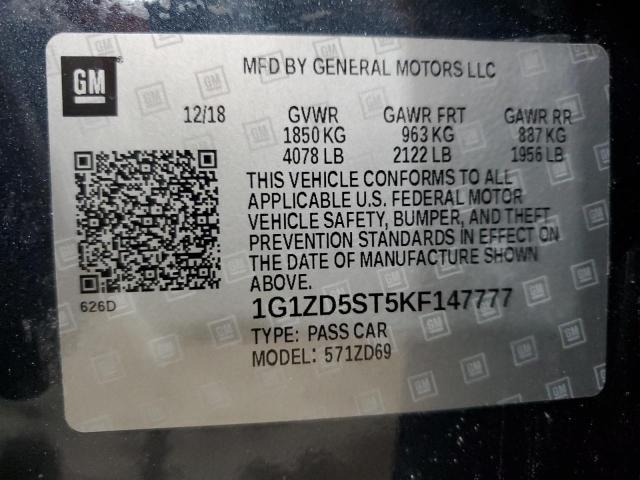 GM
MFD BY GENERAL MOTORS LLC
12/18 GVWR GAWR FRT GAWR RR
1850 KG 963 KG 887 KG
4078 LB 2122 LB 1956 LB
THIS VEHICLE CONFORMS TO ALL
APPLICABLE U.S. FEDERAL MOTOR
VEHICLE SAFETY, BUMPER, AND THEFT
PREVENTION STANDARDS IN EFFECT ON
THE DATE OF MANUFACTURE SHOWN
ABOVE.
626D
1G1ZD5ST5KF147777
TYPE: PASS CAR
MODEL: 571ZD69